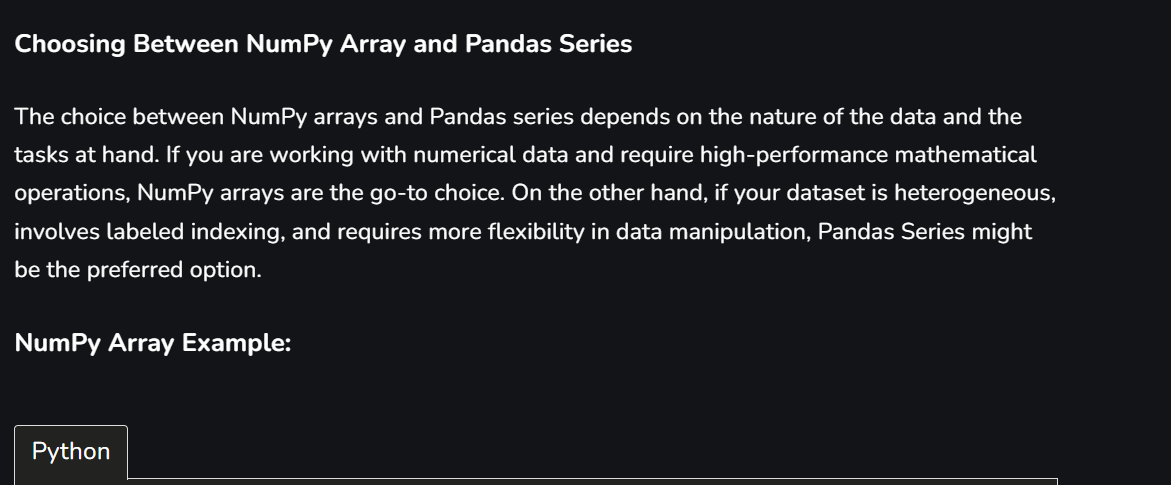 Choosing Between NumPy Array and Pandas Series
The choice between NumPy arrays and Pandas series depends on the nature of the data and the
tasks at hand. If you are working with numerical data and require high-performance mathematical
operations, NumPy arrays are the go-to choice. On the other hand, if your dataset is heterogeneous,
involves labeled indexing, and requires more flexibility in data manipulation, Pandas Series might
be the preferred option.
NumPy Array Example:
Python